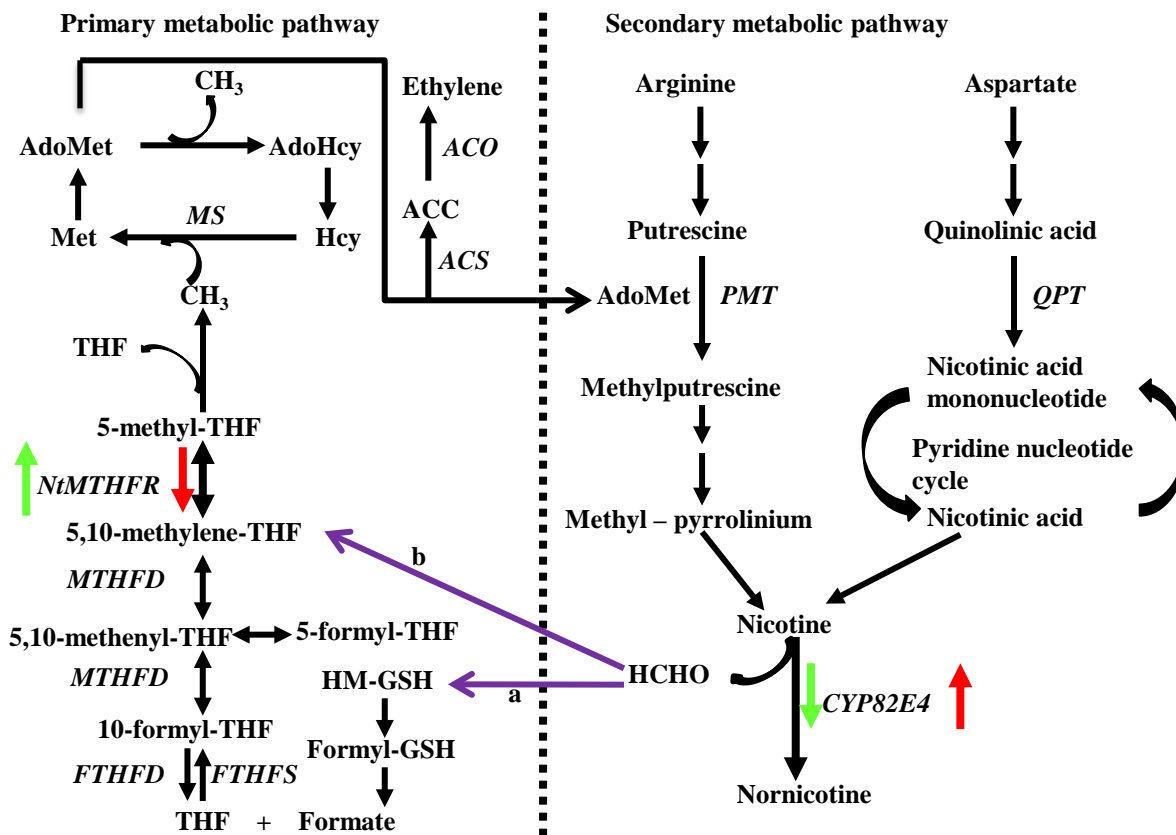 Primary metabolic pathway
CH3
AdoMet
AdoHcy
MS
Met
Hcy
CH3
THF
5-methyl-THF
NtMTHFR
5,10-methylene-THF
MTHFD
5,10-methenyl-THF
5-formyl-THF
MTHFD
10-formyl-THF
FTHFD
FTHFS
THF + Formate
HM-GSH
Formyl-GSH
Ethylene
ACO
ACC
ACS
b
a
Secondary metabolic pathway
Arginine
Putrescine
AdoMet
PMT
Methylputrescine
Methyl – pyrrolinium
Aspartate
Quinolinic acid
QPT
Nicotinic acid
mononucleotide
Pyridine nucleotide
cycle
Nicotinic acid
Nicotine
HCHO
CYP82E4
Nornicotine